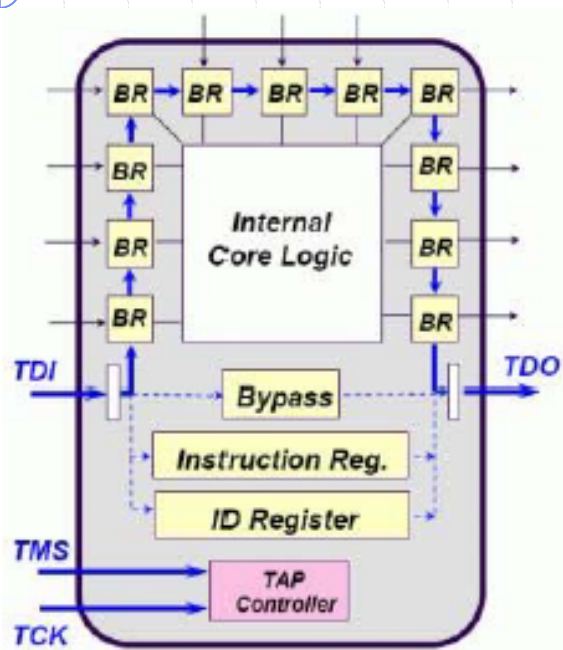 BR BR BR BR BR
BR BR
Internal
Core Logic
BR BR
BR BR
TDI
TDO
Bypass
Instruction Reg.
ID Register
TMS
TAP
Controller
TCK